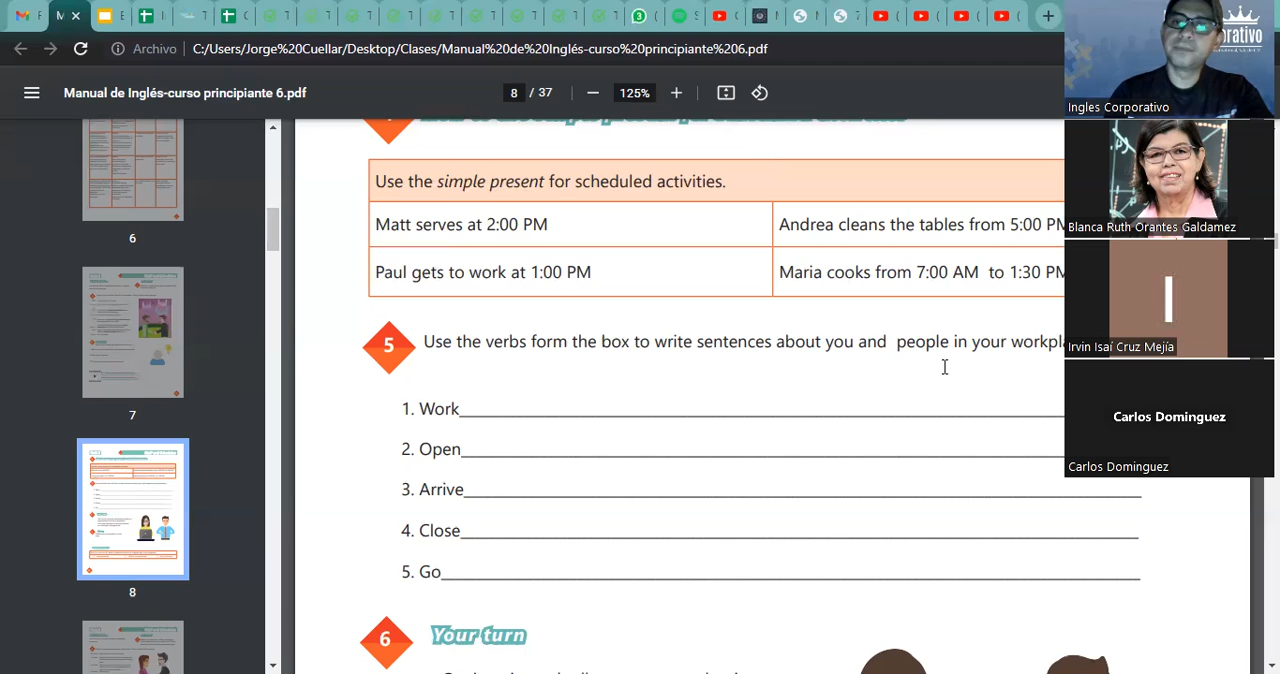 M
T
C
T
3
Archivo
C:/Users/Jorge%20Cuellar/Desktop/Clases/Manual%20de%20Inglés-curso%20principiante%206.pdf
Manual de Inglés-curso principiante 6.pdf
8 / 37
125%
6
7
8
Use the simple present for scheduled activities.
Matt serves at 2:00 PM
Andrea cleans the tables from 5:00 PM
Paul gets to work at 1:00 PM
Maria cooks from 7:00 AM to 1:30 PM
5
Use the verbs form the box to write sentences about you and people in your workpla
1. Work
2. Open
3. Arrive
4. Close
5. Go
6
Your turn
orativo
Ingles Corporativo
Blanca Ruth Orantes Galdamez
I
Irvin Isaí Cruz Mejía
Carlos Dominguez
Carlos Dominguez